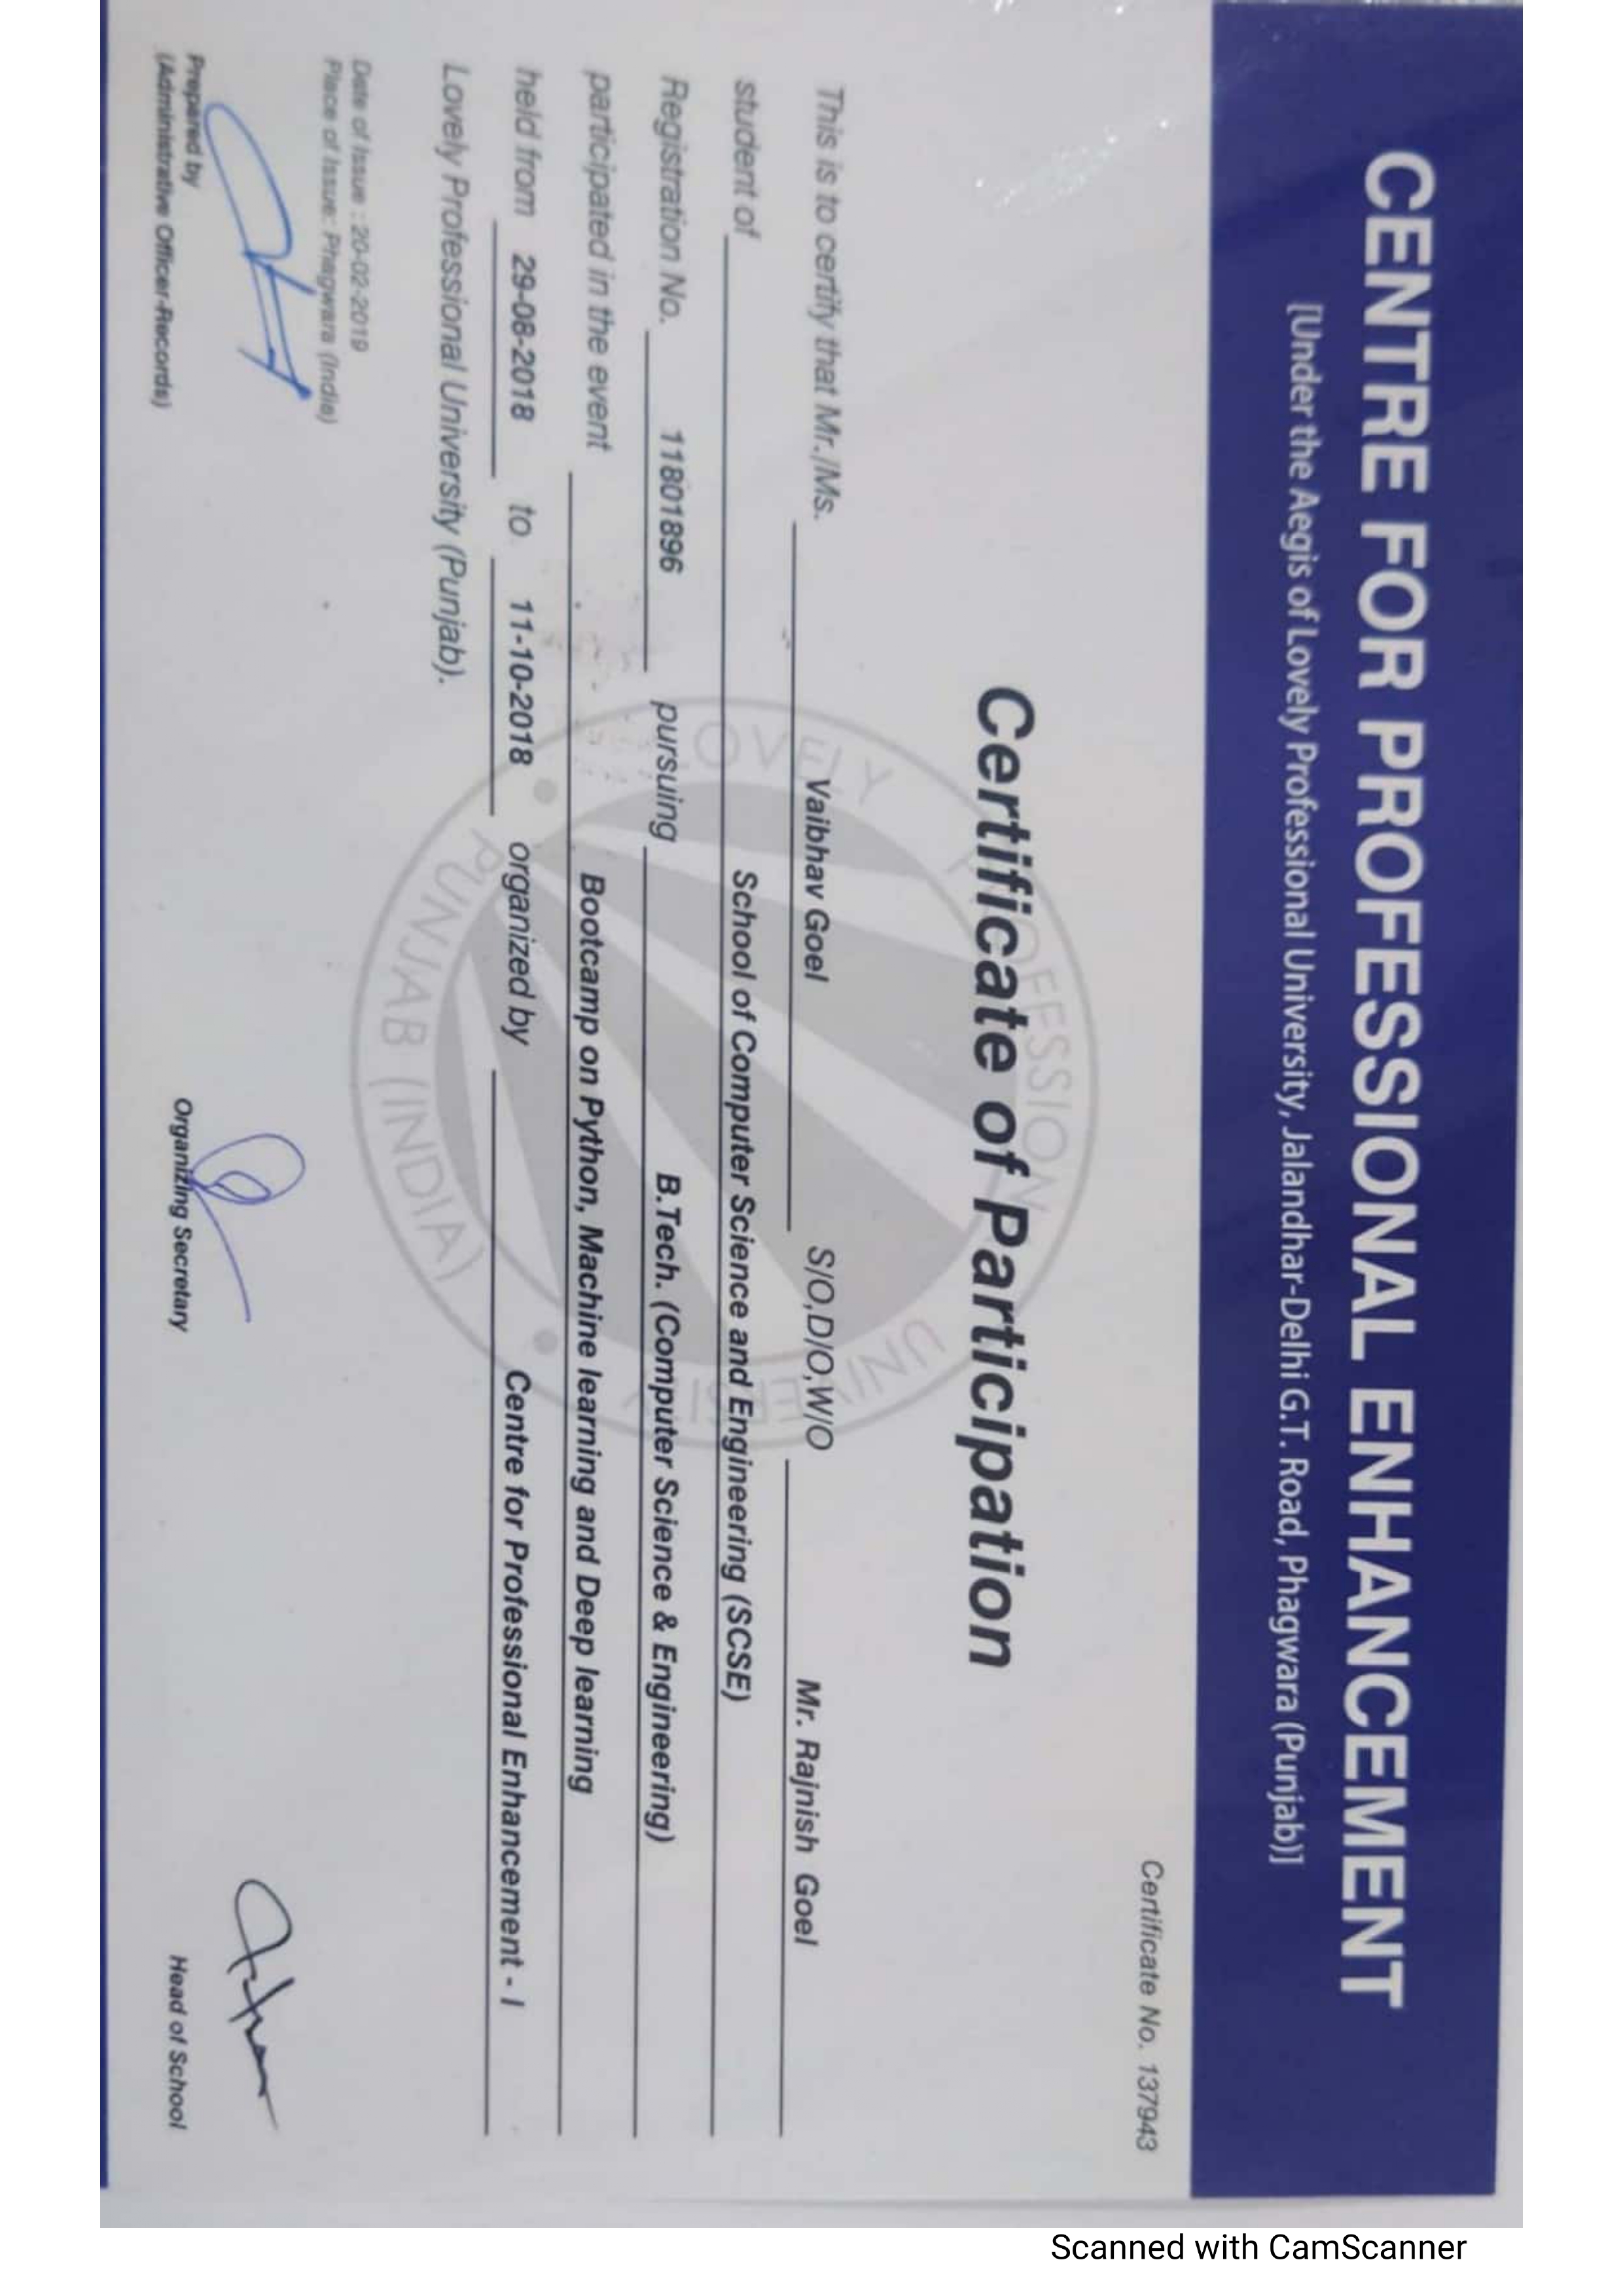 CENTRE FOR PROFESSIONAL ENHANCEMENT
[Under the Aegis of Lovely Professional University, Jalandhar-Delhi G.T. Road, Phagwara (Punjab)]
Certificate No. 137943
Certificate of Participation
This is to certify that Mr./Ms. Vaibhav Goel S/O,D/O,W/O Mr. Rajnish Goel
student of School of Computer Science and Engineering (SCSE)
Registration No. 11801896 pursuing B.Tech. (Computer Science & Engineering)
participated in the event Bootcamp on Python, Machine learning and Deep learning
held from 29-08-2018 to 11-10-2018 organized by Centre for Professional Enhancement - I
Lovely Professional University (Punjab).
LOVELY PROFESSIONAL UNIVERSITY
PUNJAB (INDIA)
Date of Issue : 20-02-2019
Place of Issue: Phagwara (India)
Prepared by
(Administrative Officer-Records)
Organizing Secretary
Head of School
Scanned with CamScanner